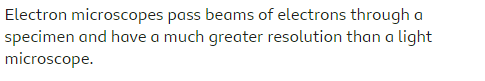 Electron microscopes pass beams of electrons through a
specimen and have a much greater resolution than a light
microscope.